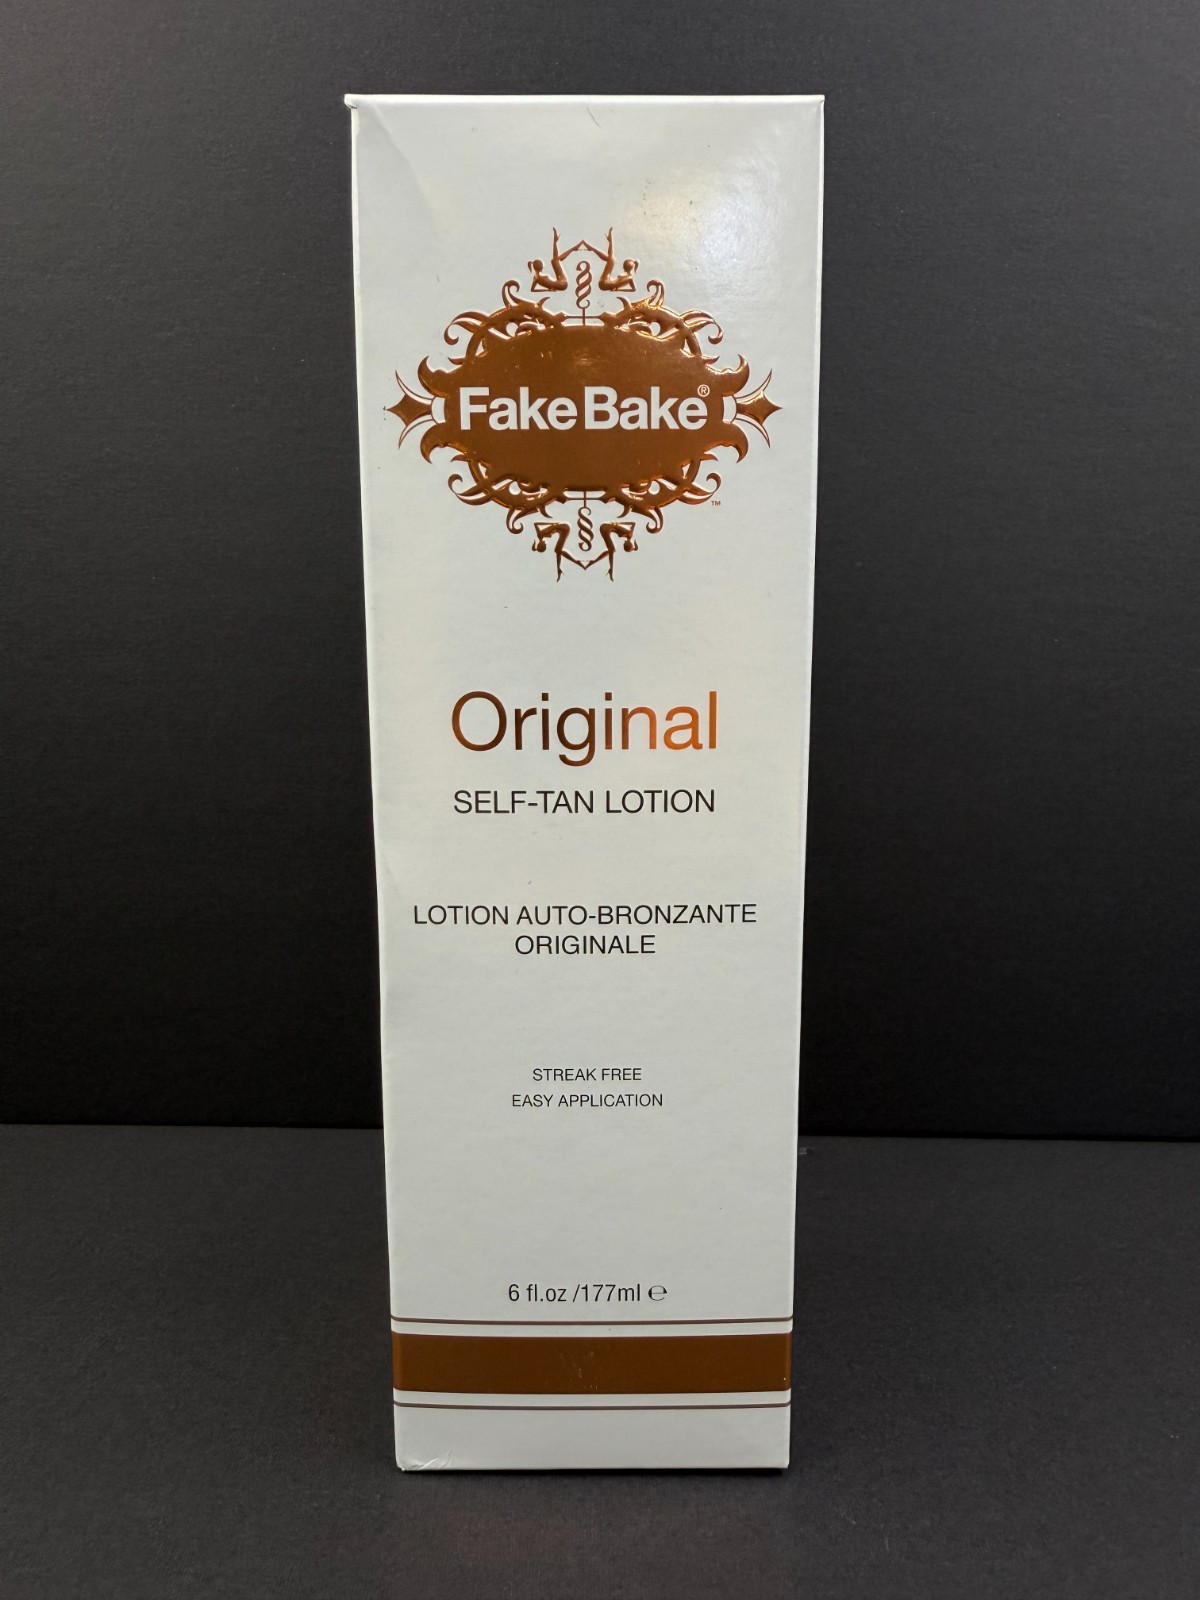 FakeBake®
™
Original
SELF-TAN LOTION
LOTION AUTO-BRONZANTE
ORIGINALE
STREAK FREE
EASY APPLICATION
6 fl.oz /177ml ℮